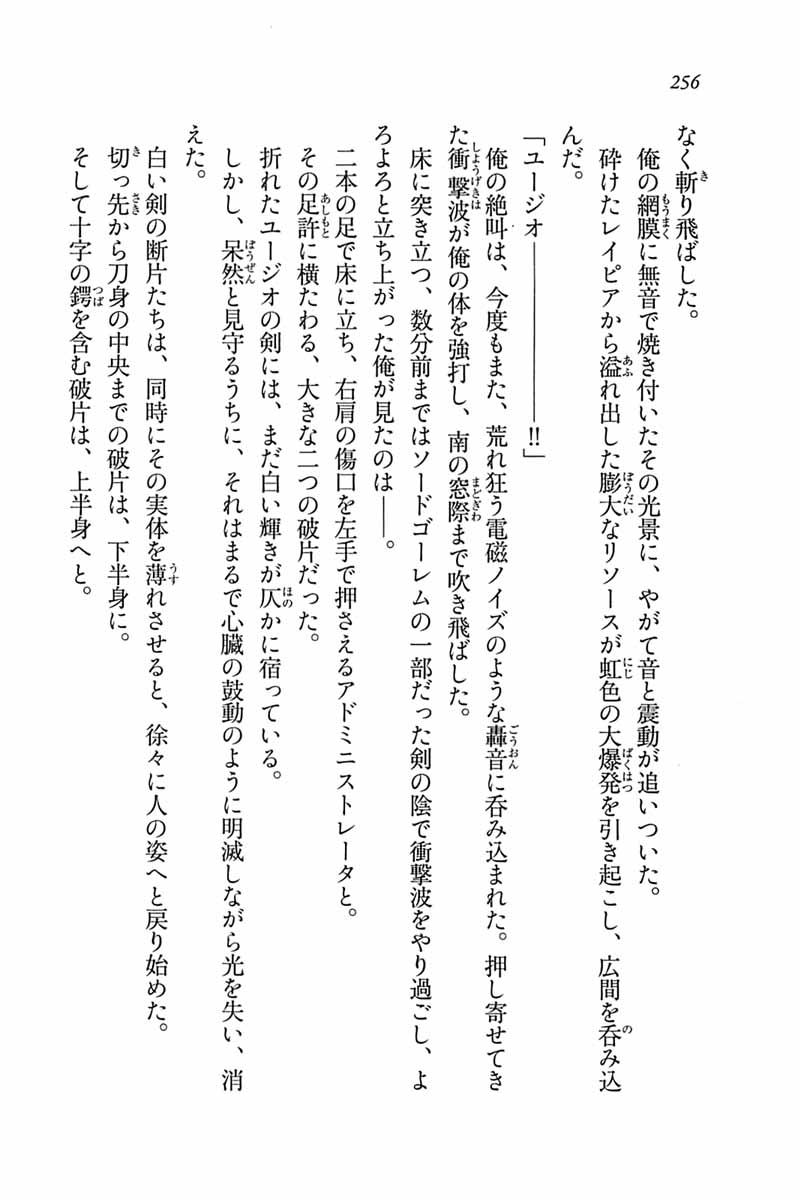 256
なく斬り飛ばした。
俺の網膜に無音で焼き付いたその光景に、やがて音と震動が追いついた。
砕けたレイピアから溢れ出した膨大なリソースが虹色の大爆発を引き起こし、広間を呑み込
んだ。
「ユージオ――――――――!!」
俺の絶叫は、今度もまた、荒れ狂う電磁ノイズのような轟音に呑み込まれた。押し寄せてき
た衝撃波が俺の体を強打し、南の窓際まで吹き飛ばした。
床に突き立つ、数分前まではソードゴーレムの一部だった剣の陰で衝撃波をやり過ごし、よ
ろよろと立ち上がった俺が見たのは――。
二本の足で床に立ち、右肩の傷口を左手で押さえるアドミニストレータと。
その足許に横たわる、大きな二つの破片だった。
折れたユージオの剣には、まだ白い輝きが仄かに宿っている。
しかし、呆然と見守るうちに、それはまるで心臓の鼓動のように明滅しながら光を失い、消
えた。
白い剣の断片たちは、同時にその実体を薄れさせると、徐々に人の姿へと戻り始めた。
切っ先から刀身の中央までの破片は、下半身に。
そして十字の鍔を含む破片は、上半身へと。